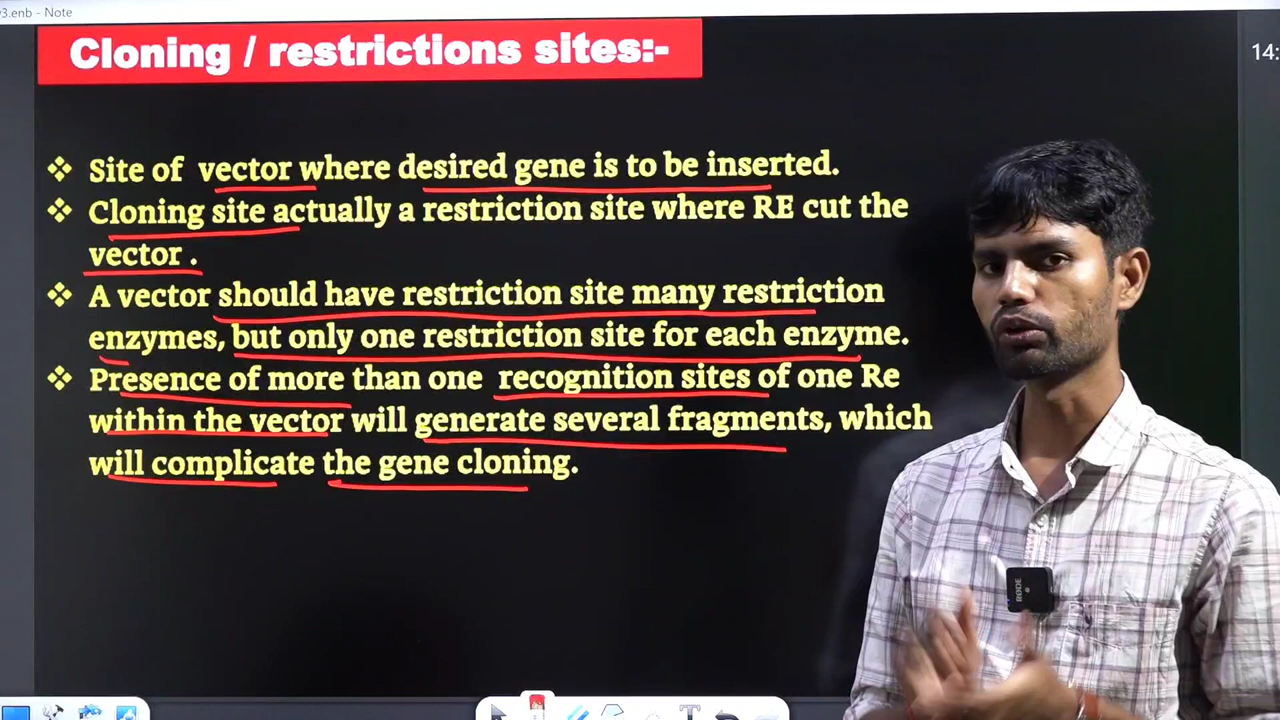 3.enb - Note
Cloning / restrictions sites:-
14:
❖ Site of vector where desired gene is to be inserted.
❖ Cloning site actually a restriction site where RE cut the
vector .
❖ A vector should have restriction site many restriction
enzymes, but only one restriction site for each enzyme.
❖ Presence of more than one recognition sites of one Re
within the vector will generate several fragments, which
will complicate the gene cloning.
RODE